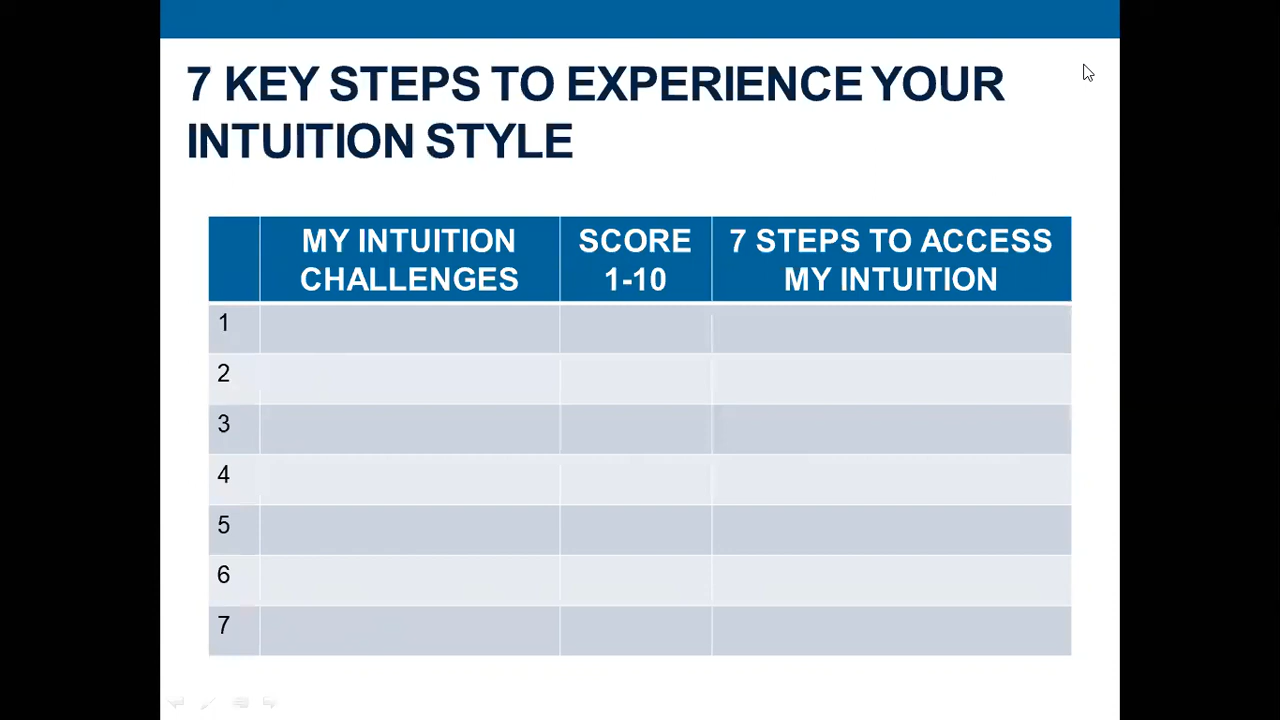 7 KEY STEPS TO EXPERIENCE YOUR
INTUITION STYLE
MY INTUITION
CHALLENGES
SCORE
1-10
7 STEPS TO ACCESS
MY INTUITION
1
2
3
4
5
6
7